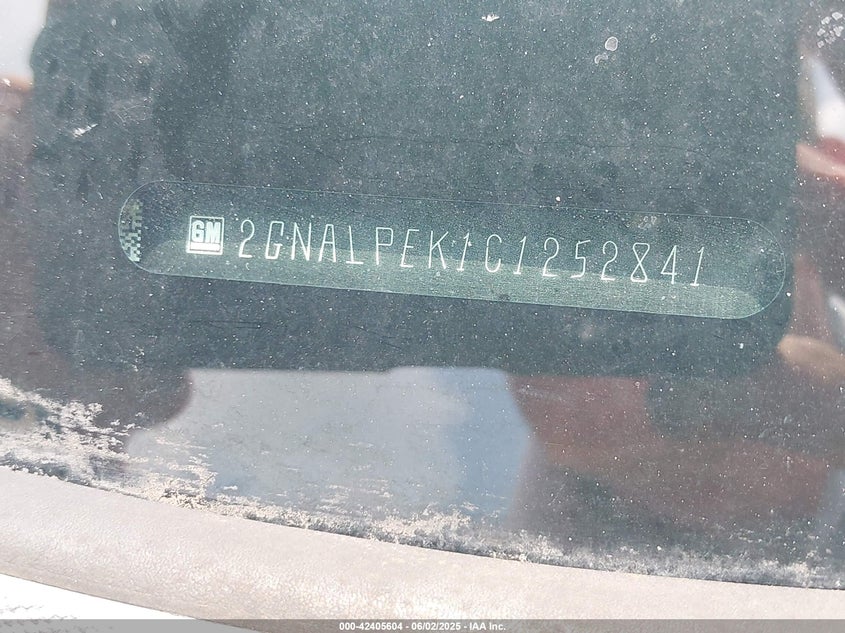 GM 2GNALPEK1C1252841
000-42405604 - 06/02/2025 - IAA Inc.